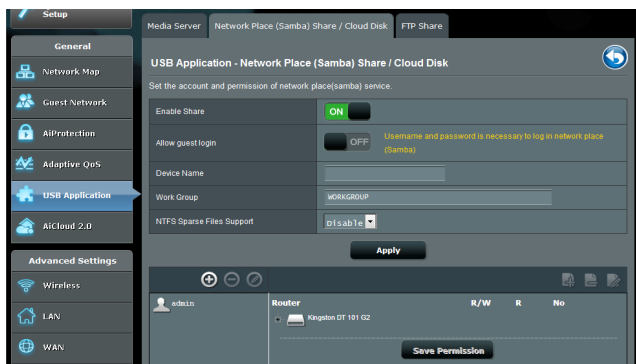 Setup
Media Server
Network Place (Samba) Share / Cloud Disk
FTP Share
General
Network Map
Guest Network
AiProtection
Adaptive QoS
USB Application
AiCloud 2.0
Advanced Settings
Wireless
LAN
WAN
USB Application - Network Place (Samba) Share / Cloud Disk
Set the account and permission of network place(samba) service.
Enable Share
ON
Allow guest login
OFF
Username and password is necessary to log in network place
(Samba)
Device Name
Work Group
WORKGROUP
NTFS Sparse Files Support
Disable
Apply
admin
Router
R/W
R
No
Kingston DT 101 G2
Save Permission